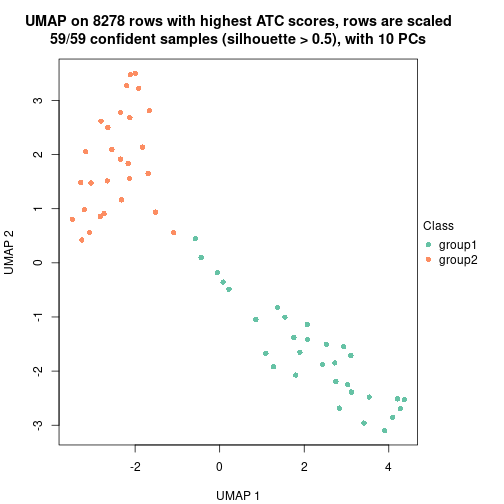 UMAP on 8278 rows with highest ATC scores, rows are scaled
59/59 confident samples (silhouette > 0.5), with 10 PCs
3
2
1
0
-1
-2
-3
UMAP 2
-2
0
2
4
UMAP 1
Class
group1
group2